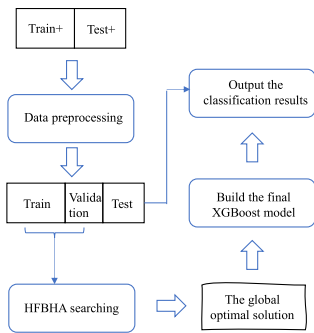 Train+ Test+
Data preprocessing
Train
Valida
tion
Test
HFBHA searching
The global
optimal solution
Build the final
XGBoost model
Output the
classification results